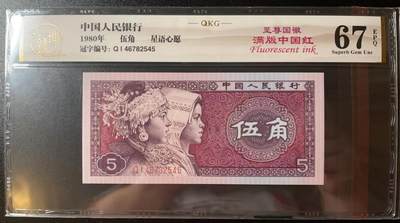 中国人民银行
1980年 伍角 星语心愿
冠字编号: QI46782545
QKG
至尊国徽
满版中国红
Fluorescent ink
67 EPQ
Superb Gem Unc
中国人民银行
伍角
5
QI46782545
5